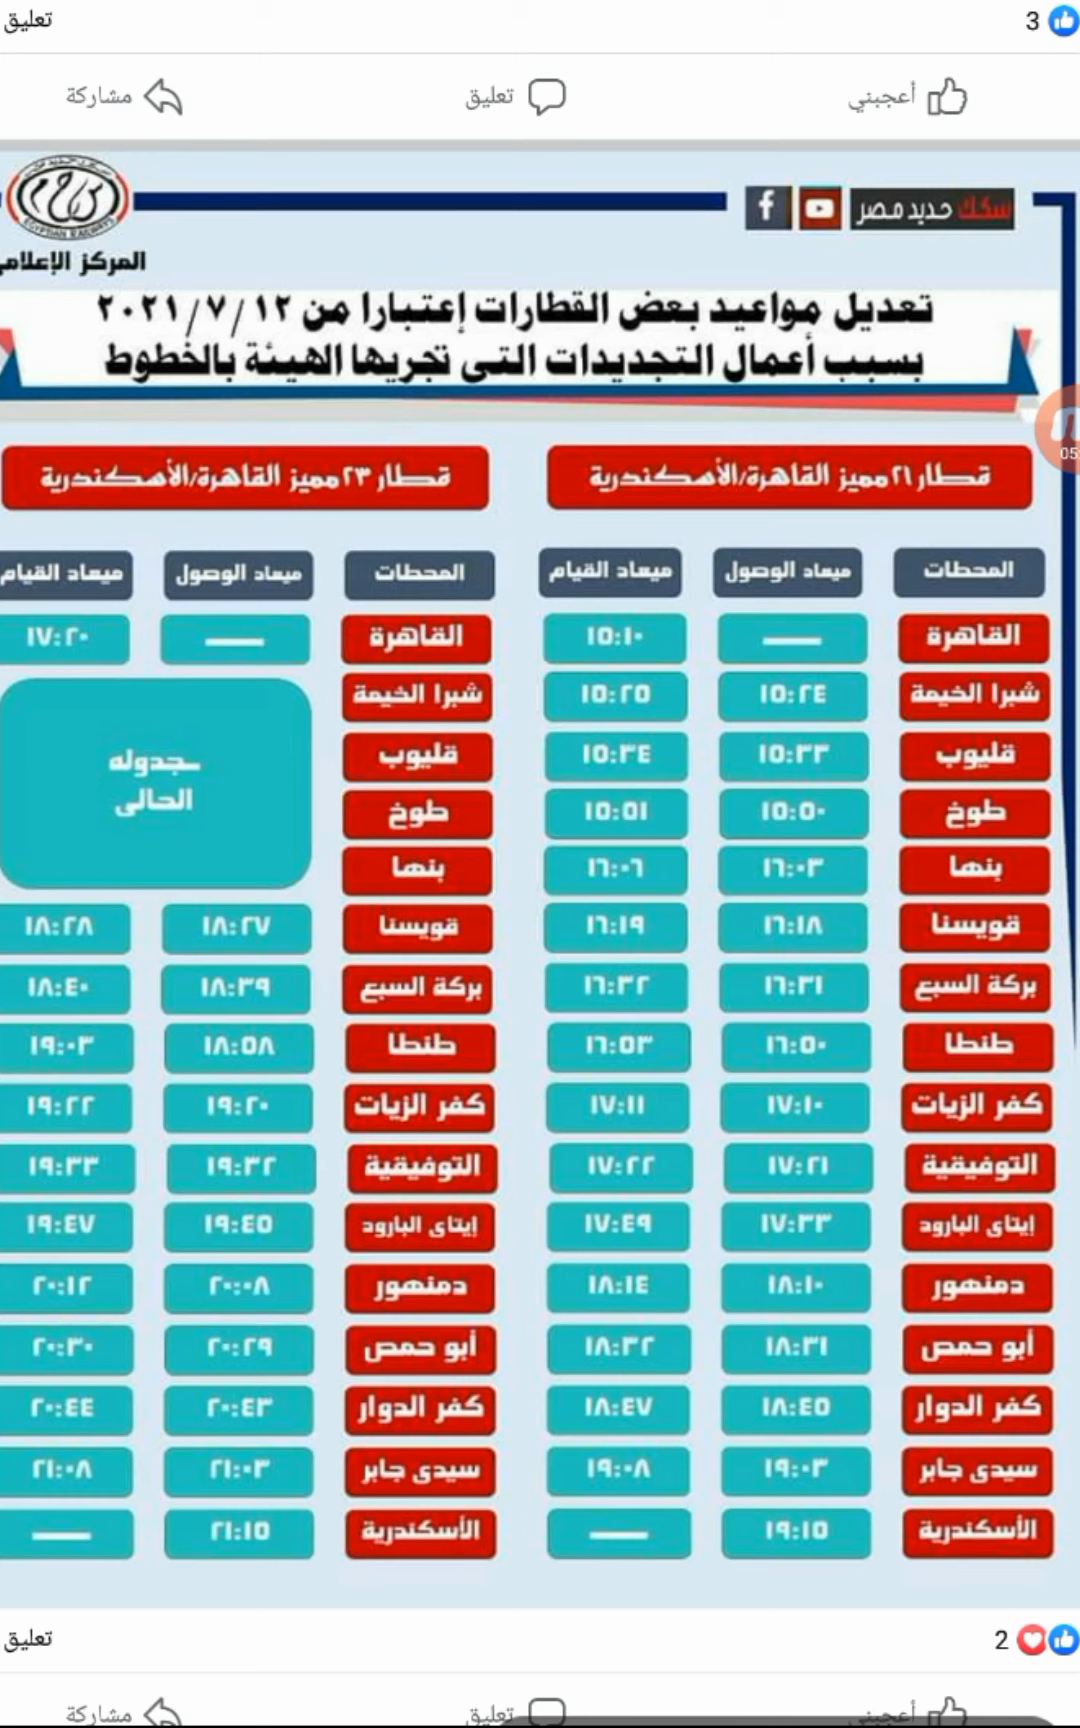 3
تعليق
أعجبني تعليق مشاركة
سكك حديد مصر
EGYPTIAN RAILWAYS
تعديل مواعيد بعض القطارات إعتبارا من ٢٠٢١/٧/١٢
بسبب أعمال التجديدات التى تجريها الهيئة بالخطوط
قطار ٢١ مميز القاهرة/الأسكندرية
المحطات ميعاد الوصول ميعاد القيام
القاهرة — ١٥:١٠
شبرا الخيمة ١٥:٢٤ ١٥:٢٥
قليوب ١٥:٣٣ ١٥:٣٤
طوخ ١٥:٥٠ ١٥:٥١
بنها ١٦:٠٣ ١٦:٠٦
قويسنا ١٦:١٨ ١٦:١٩
بركة السبع ١٦:٣١ ١٦:٣٢
طنطا ١٦:٥٠ ١٦:٥٣
كفر الزيات ١٧:١٠ ١٧:١١
التوفيقية ١٧:٢١ ١٧:٢٢
إيتاى البارود ١٧:٣٣ ١٧:٤٩
دمنهور ١٨:١٠ ١٨:١٤
أبو حمص ١٨:٣١ ١٨:٣٢
كفر الدوار ١٨:٤٥ ١٨:٤٧
سيدى جابر ١٩:٠٣ ١٩:٠٨
الأسكندرية ١٩:١٥ —
قطار ٢٣ مميز القاهرة/الأسكندرية
المحطات ميعاد الوصول ميعاد القيام
القاهرة — ١٧:٢٠
شبرا الخيمة
قليوب
طوخ
بنها
بجدوله
الحالى
قويسنا ١٨:٢٧ ١٨:٢٨
بركة السبع ١٨:٣٩ ١٨:٤٠
طنطا ١٨:٥٨ ١٩:٠٣
كفر الزيات ١٩:٢٠ ١٩:٢٢
التوفيقية ١٩:٣٢ ١٩:٣٣
إيتاى البارود ١٩:٤٥ ١٩:٤٧
دمنهور ٢٠:٠٨ ٢٠:١٢
أبو حمص ٢٠:٢٩ ٢٠:٣٠
كفر الدوار ٢٠:٤٣ ٢٠:٤٤
سيدى جابر ٢١:٠٣ ٢١:٠٨
الأسكندرية ٢١:١٥ —
2
تعليق
أعجبني تعليق مشاركة